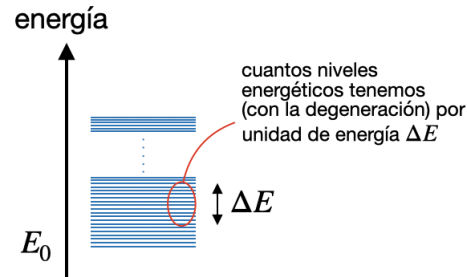 energía
cuantos niveles
energéticos tenemos
(con la degeneración) por
unidad de energía ΔE
ΔE
E₀